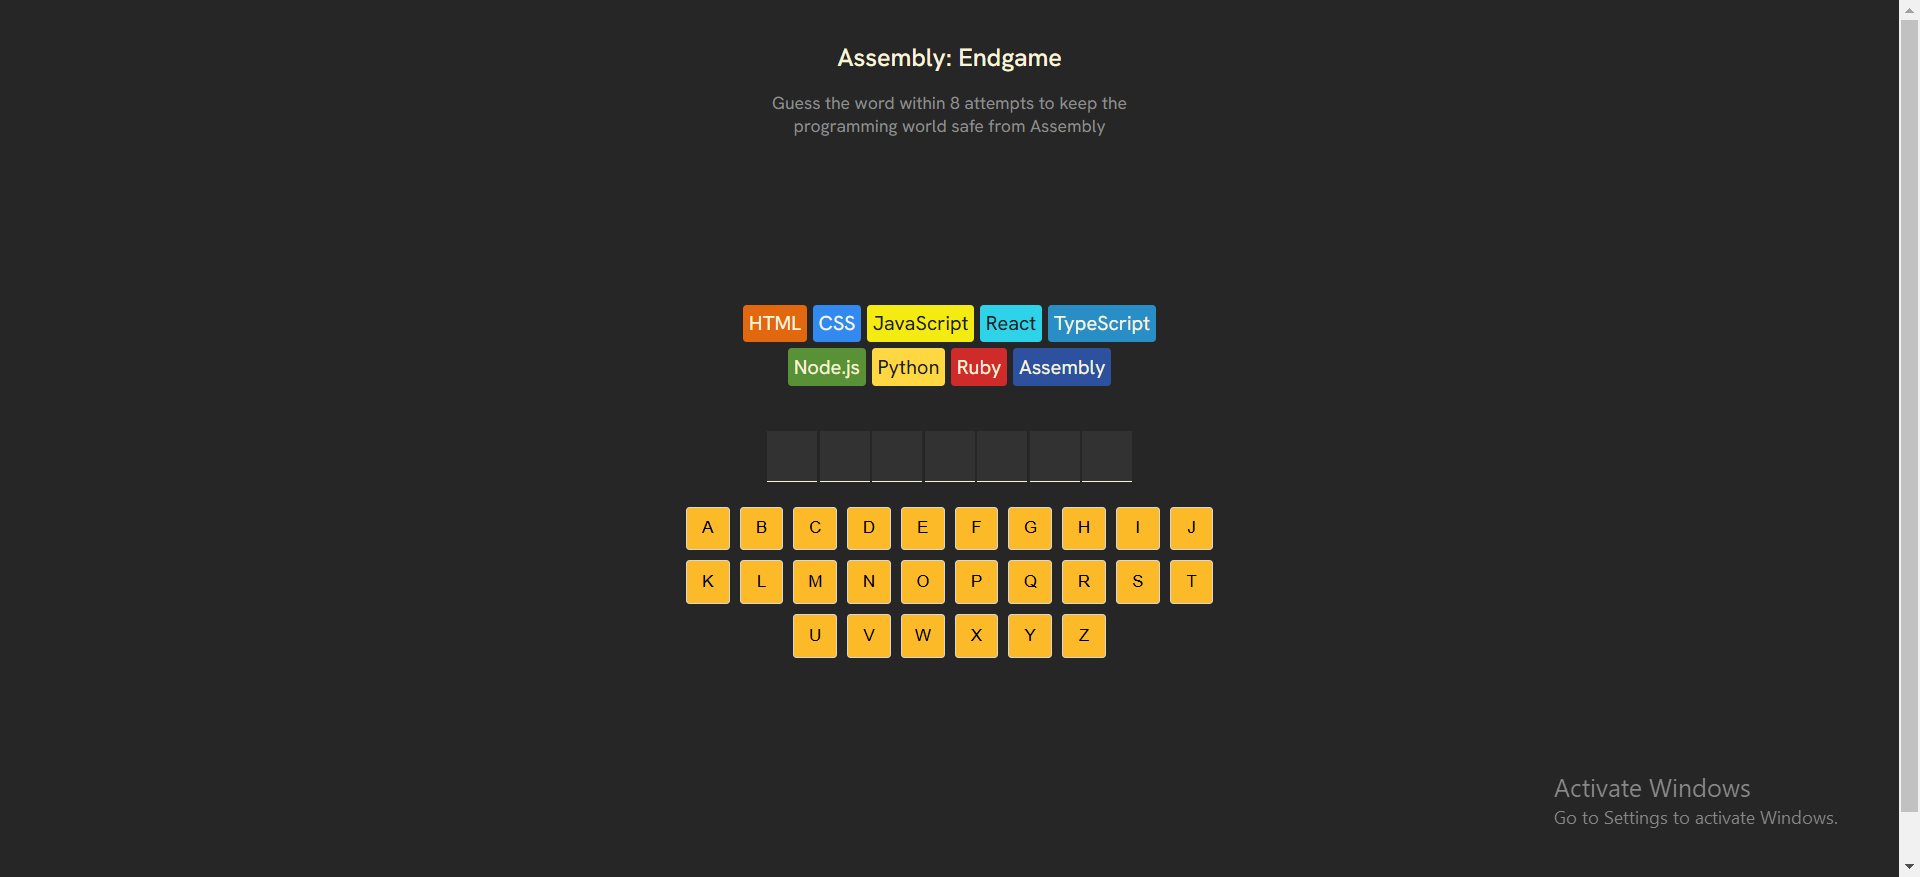 Assembly: Endgame
Guess the word within 8 attempts to keep the
programming world safe from Assembly
HTML CSS JavaScript React TypeScript
Node.js Python Ruby Assembly
A B C D E F G H I J
K L M N O P Q R S T
U V W X Y Z
Activate Windows
Go to Settings to activate Windows.